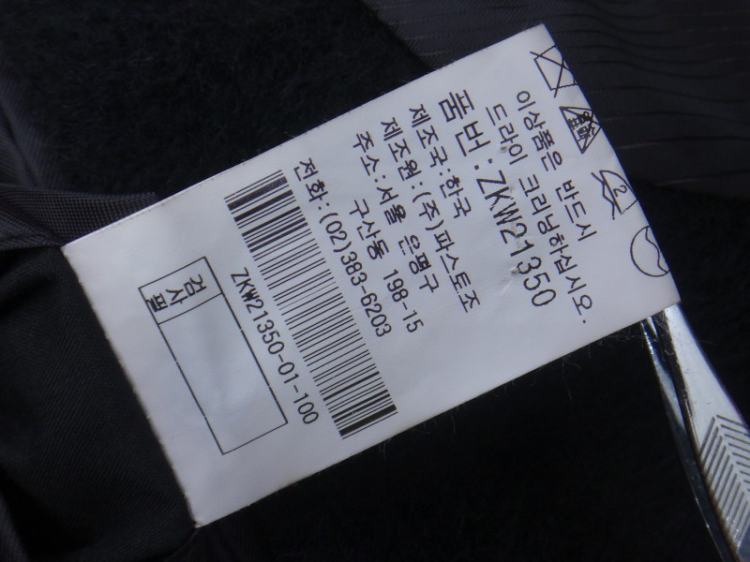 이상품은 반드시
드라이 크리닝하십시오.
품번:ZKW21350
제조국:한국
제조원:(주)파스토조
주소:서울 은평구
구산동 198-15
전화:(02)383-6203
ZKW21350-01-100
검사필